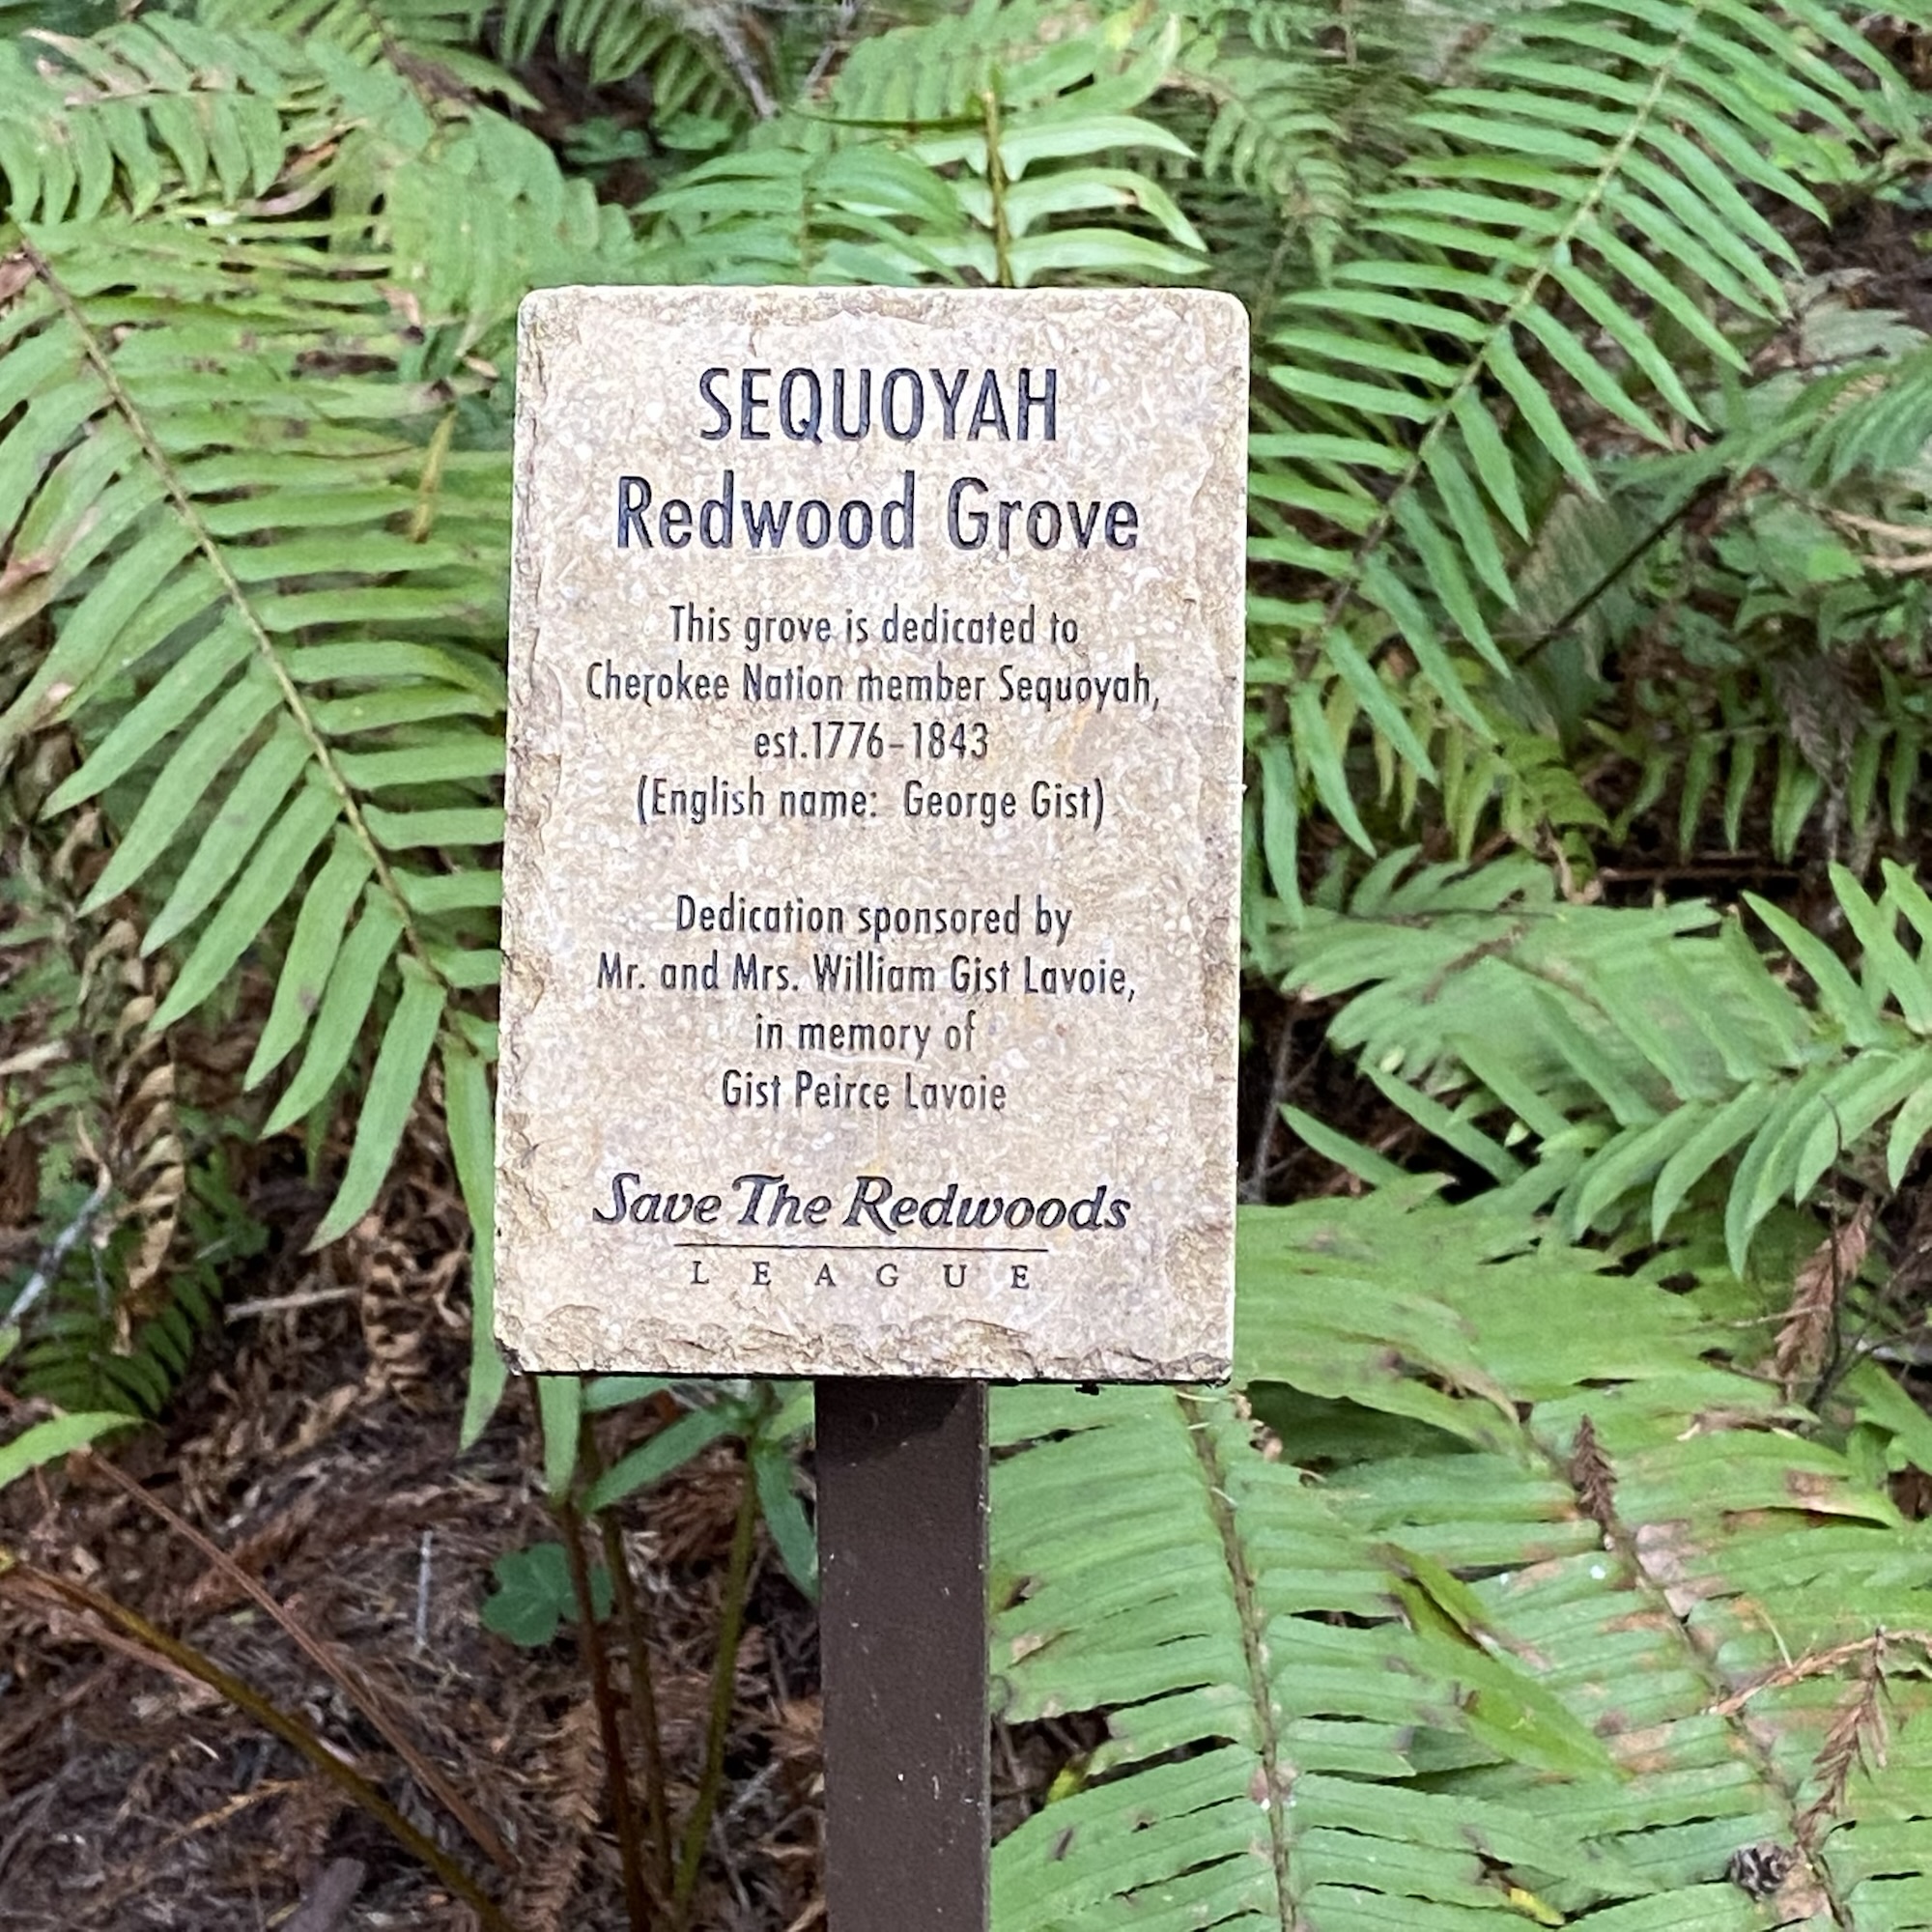 SEQUOYAH
Redwood Grove
This grove is dedicated to
Cherokee Nation member Sequoyah,
est.1776–1843
(English name: George Gist)
Dedication sponsored by
Mr. and Mrs. William Gist Lavoie,
in memory of
Gist Peirce Lavoie
Save The Redwoods
LEAGUE